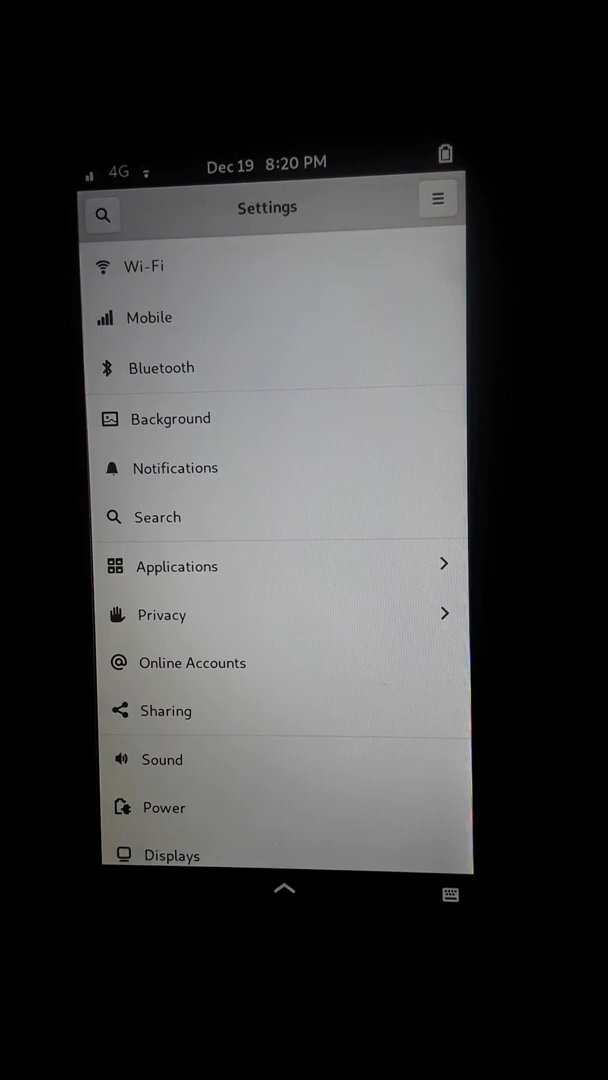 4G Dec 19 8:20 PM
Settings
Wi-Fi
Mobile
Bluetooth
Background
Notifications
Search
Applications
Privacy
Online Accounts
Sharing
Sound
Power
Displays